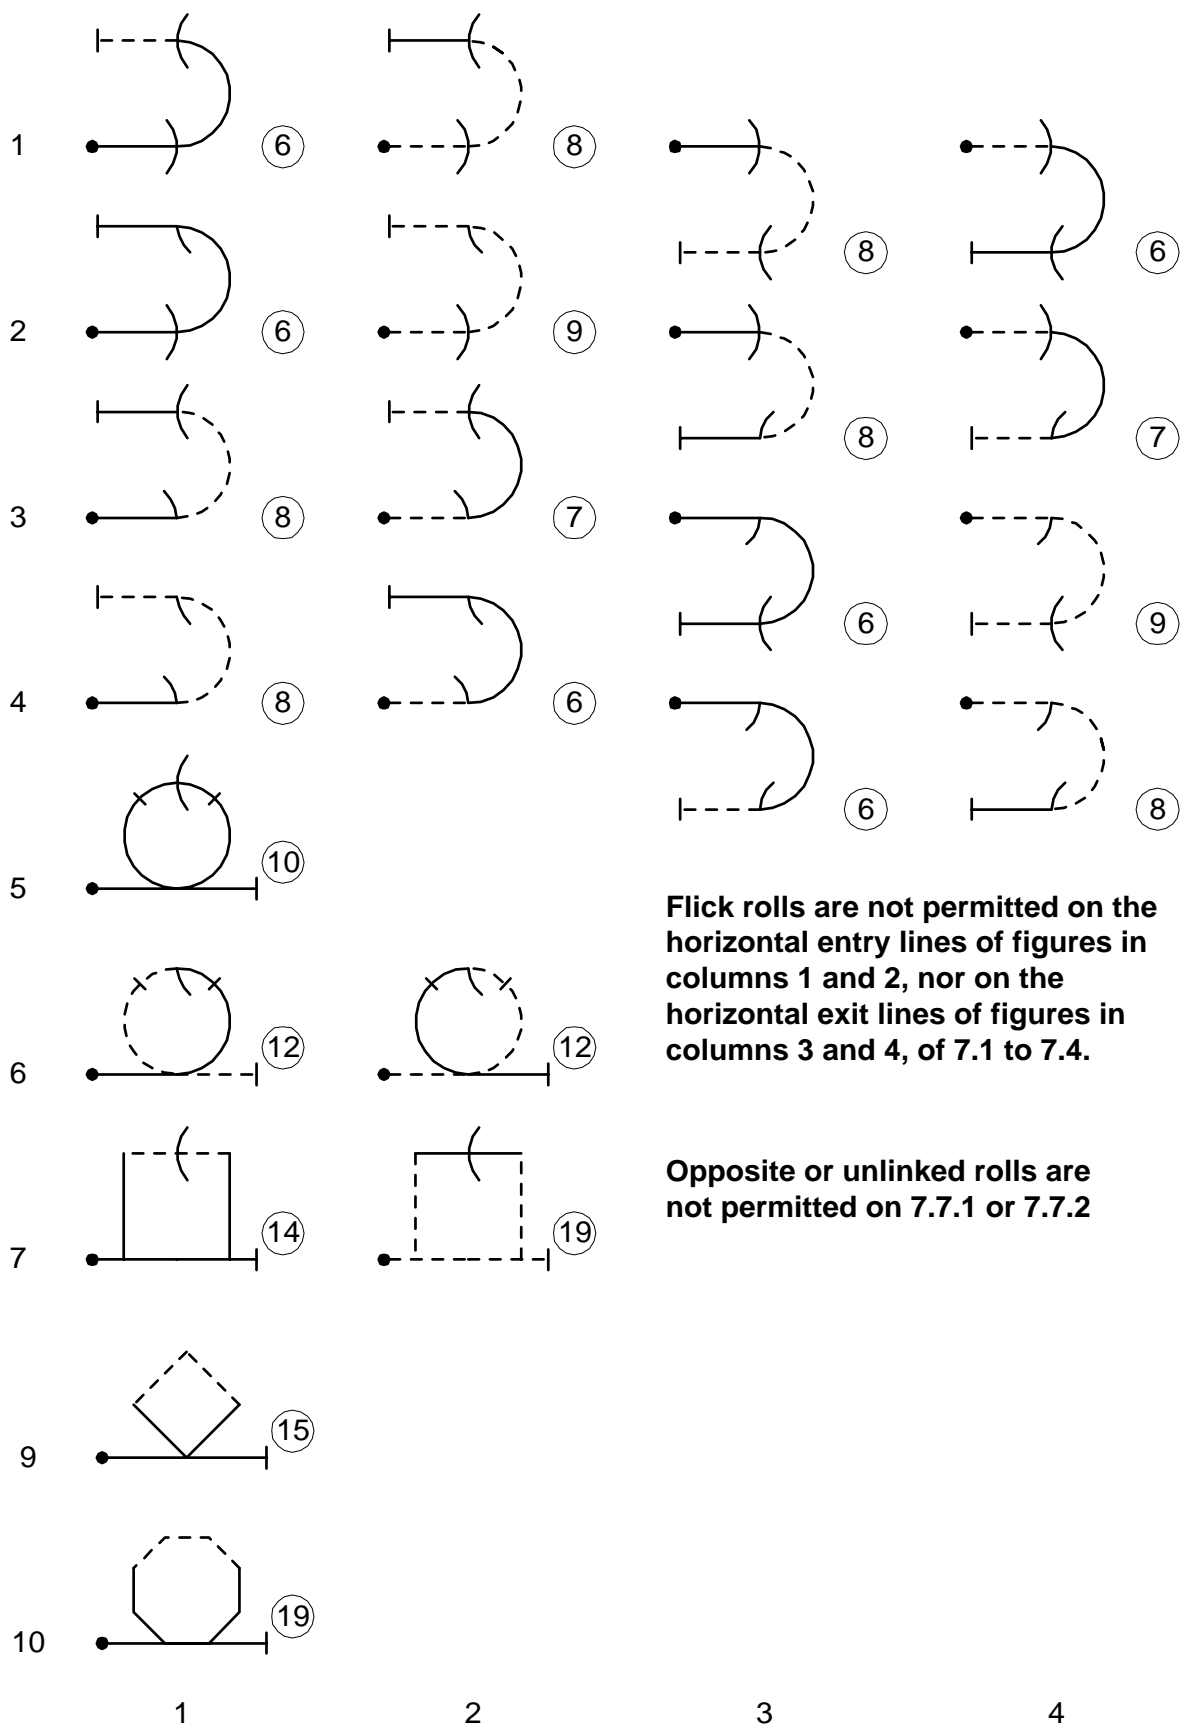 1 6 8 8 6
2 6 9 8 7
3 8 7 6 9
4 8 6 6 8
5 10
Flick rolls are not permitted on the
horizontal entry lines of figures in
columns 1 and 2, nor on the
horizontal exit lines of figures in
columns 3 and 4, of 7.1 to 7.4.
6 12 12
7 14 19
Opposite or unlinked rolls are
not permitted on 7.7.1 or 7.7.2
9 15
10 19
1 2 3 4